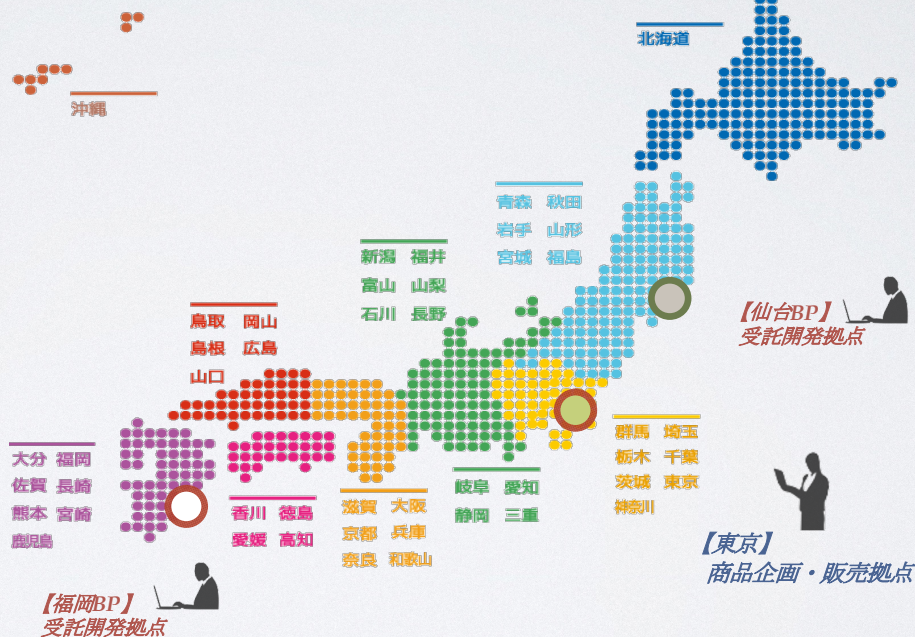 北海道
沖縄
青森 秋田
岩手 山形
宮城 福島
新潟 福井
富山 山梨
石川 長野
鳥取 岡山
島根 広島
山口
【仙台BP】
受託開発拠点
群馬 埼玉
栃木 千葉
茨城 東京
神奈川
大分 福岡
佐賀 長崎
熊本 宮崎
鹿児島
香川 徳島
愛媛 高知
滋賀 大阪
京都 兵庫
奈良 和歌山
岐阜 愛知
静岡 三重
【東京】
商品企画・販売拠点
【福岡BP】
受託開発拠点